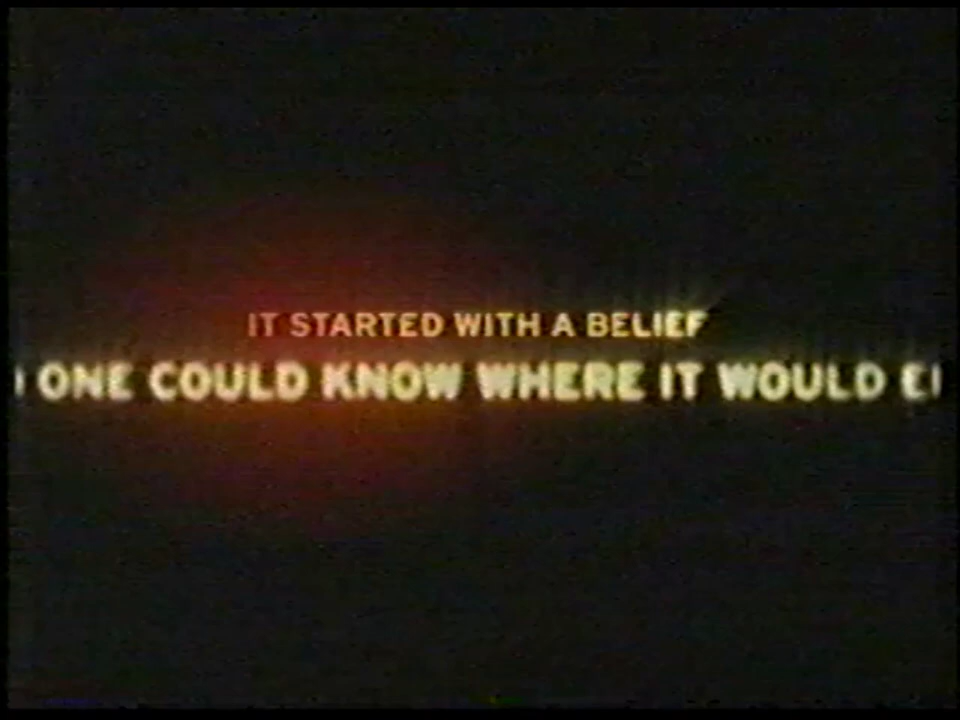 IT STARTED WITH A BELIEF
ONE COULD KNOW WHERE IT WOULD